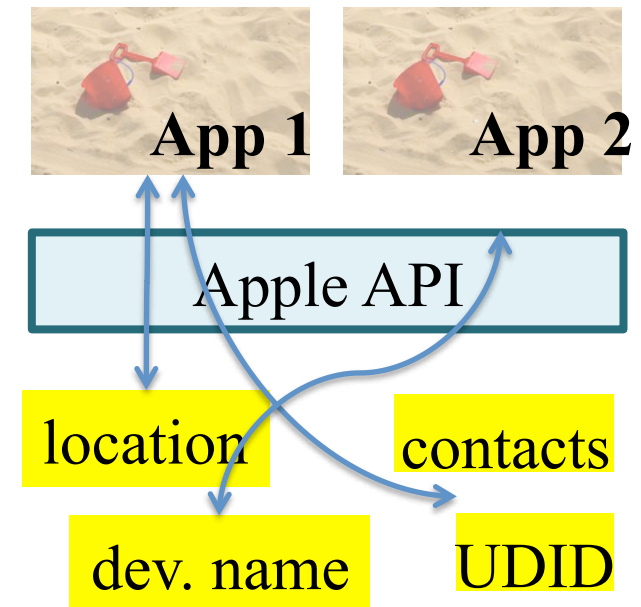 App 1
App 2
Apple API
location
contacts
dev. name
UDID